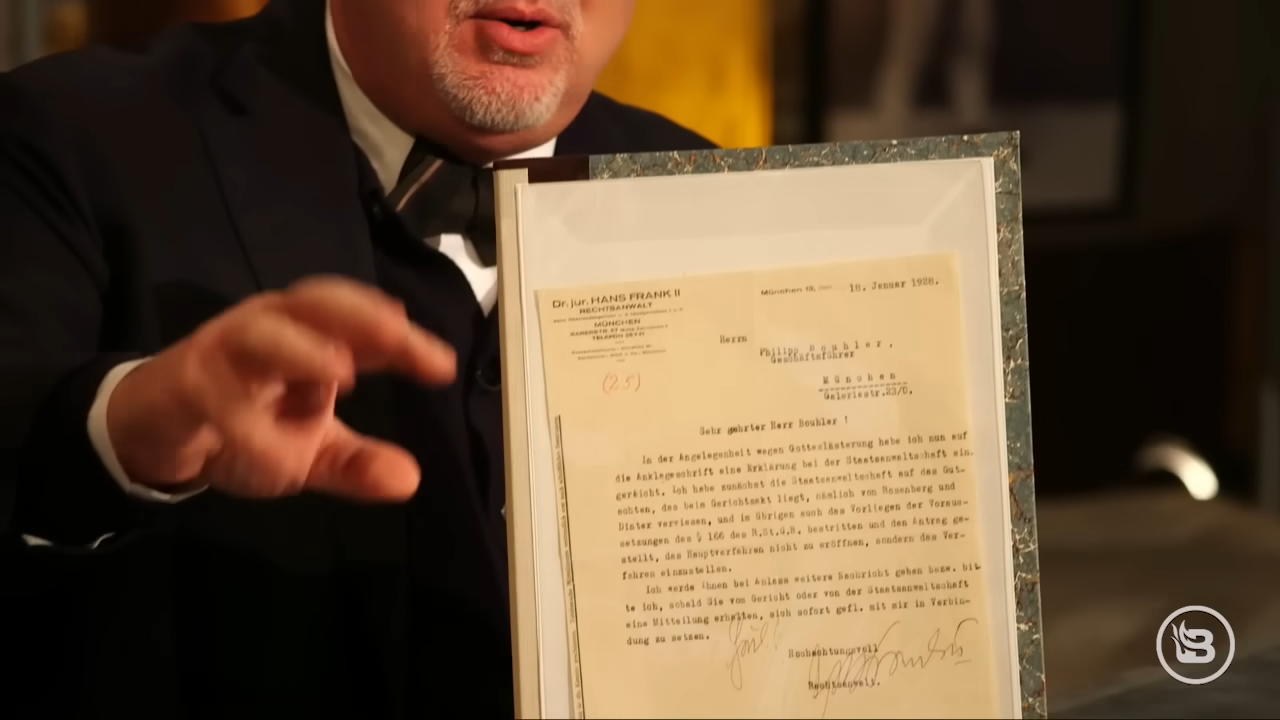 Dr. jur. HANS FRANK II
RECHTSANWALT
MÜNCHEN
TELEFON
München 13, 18. Januar 1928.
Herrn
Philipp Bouhler,
Geschäftsführer
München
Galeriestr.
(25)
Sehr geehrter Herr Bouhler !
In der Angelegenheit wegen Gotteslästerung habe ich nun auf
die Anklageschrift eine Erklärung bei der Staatsanwaltschaft ein-
gereicht. Ich habe zunächst die Staatsanwaltschaft auf das Gut-
achten, das beim Gerichtsakt liegt, nämlich von Rosenberg und
Dinter verwiesen, und im übrigen auch das Vorliegen der Voraus-
setzungen des § 166 des R.St.G.B. bestritten und den Antrag ge-
stellt, das Hauptverfahren nicht zu eröffnen, sondern das Ver-
fahren einzustellen.
Ich werde Ihnen bei Anlass weitere Nachricht geben bezw. bit-
te ich, sobald Sie vom Gericht oder von der Staatsanwaltschaft
eine Mitteilung erhalten, sich sofort gefl. mit mir in Verbin-
dung zu setzen.
Heil!
Hochachtungsvoll
Rechtsanwalt.
B